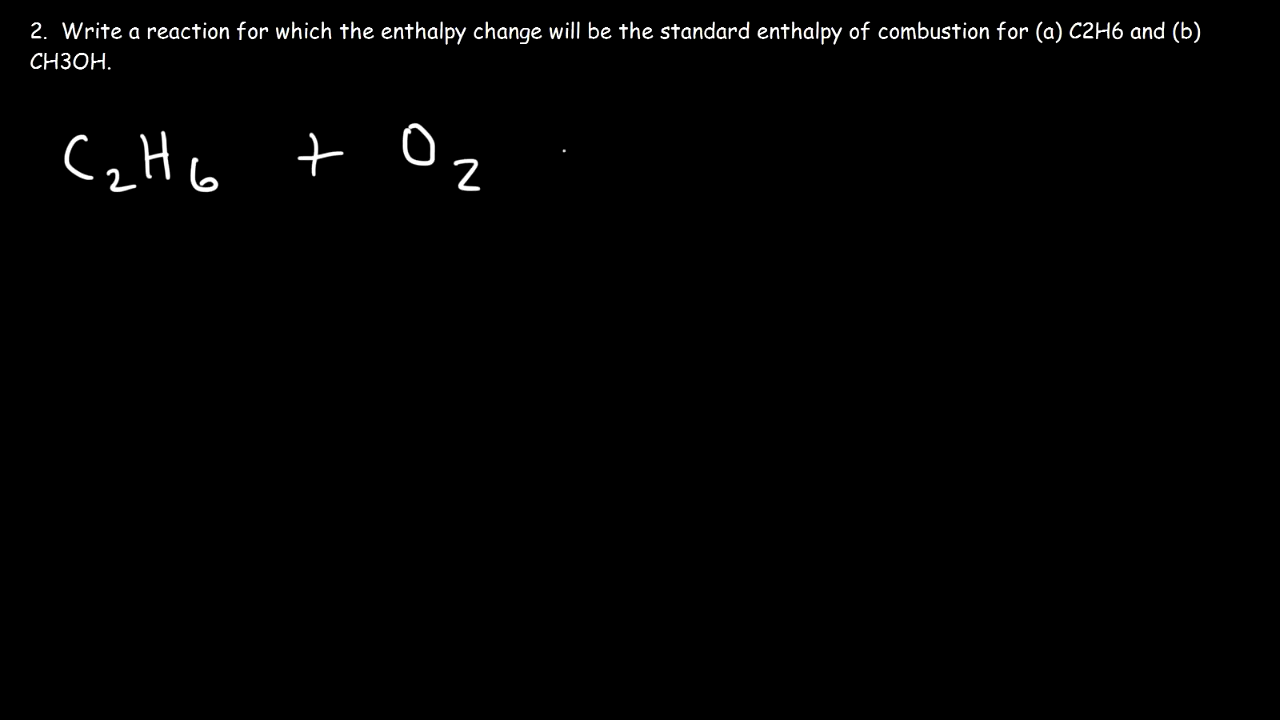 2. Write a reaction for which the enthalpy change will be the standard enthalpy of combustion for (a) C2H6 and (b)
CH3OH.
C₂H₆ + O₂